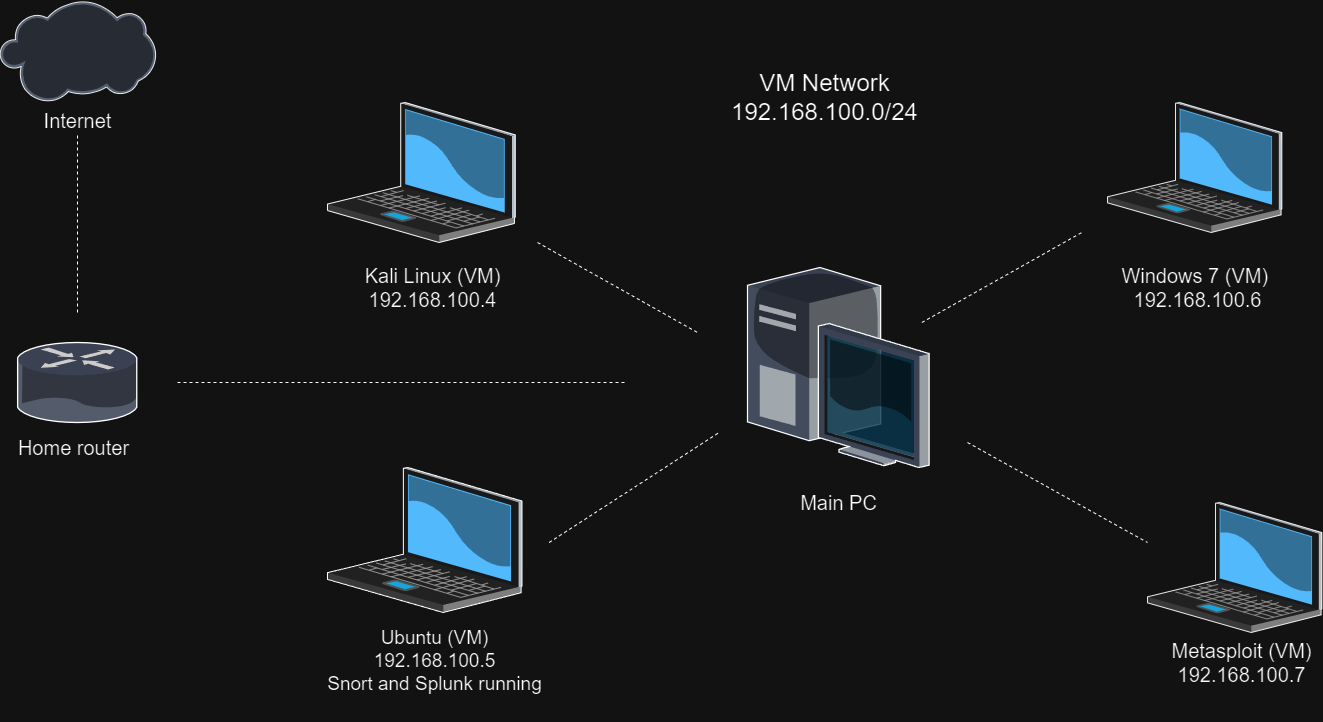 Internet
VM Network
192.168.100.0/24
Kali Linux (VM)
192.168.100.4
Windows 7 (VM)
192.168.100.6
Home router
Main PC
Ubuntu (VM)
192.168.100.5
Snort and Splunk running
Metasploit (VM)
192.168.100.7